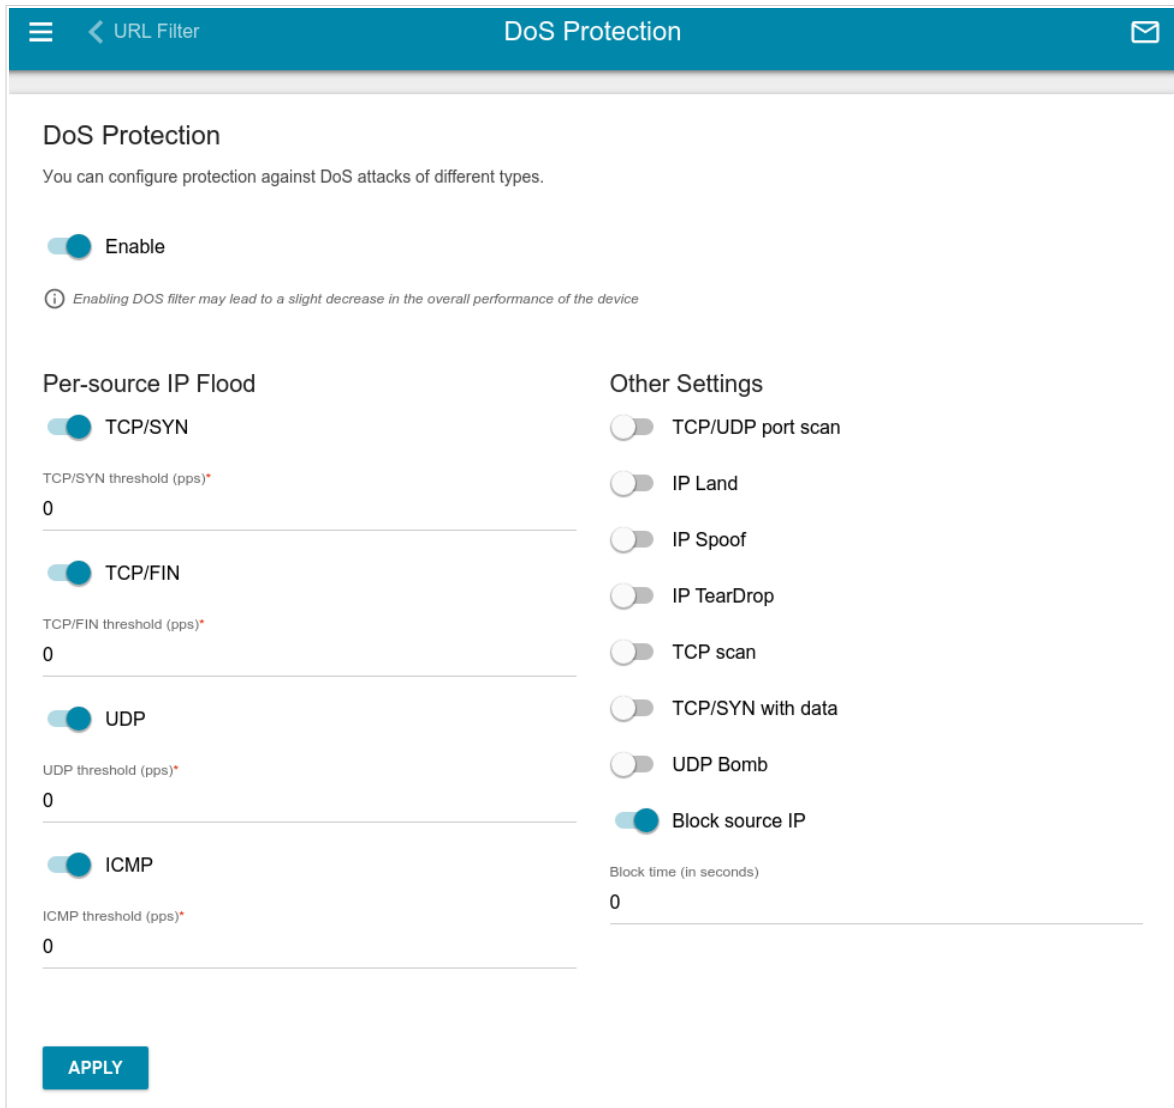 URL Filter
DoS Protection
DoS Protection
You can configure protection against DoS attacks of different types.
Enable
Enabling DOS filter may lead to a slight decrease in the overall performance of the device
Per-source IP Flood
TCP/SYN
TCP/SYN threshold (pps)*
0
TCP/FIN
TCP/FIN threshold (pps)*
0
UDP
UDP threshold (pps)*
0
ICMP
ICMP threshold (pps)*
0
Other Settings
TCP/UDP port scan
IP Land
IP Spoof
IP TearDrop
TCP scan
TCP/SYN with data
UDP Bomb
Block source IP
Block time (in seconds)
0
APPLY